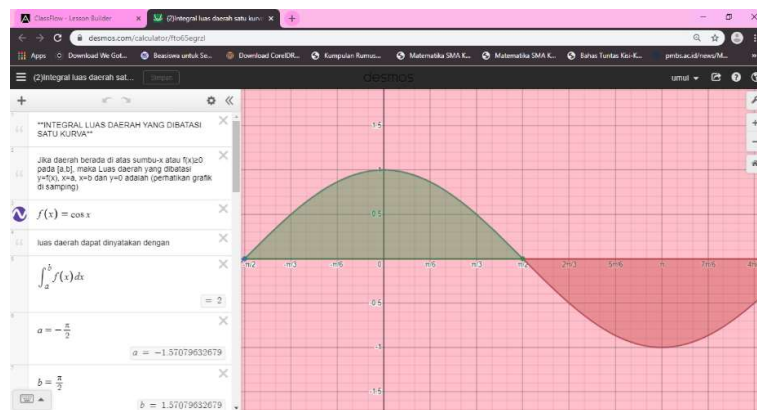 ClassFlow - Lesson Builder
(2)Integral luas daerah satu kurv
desmos.com/calculator/fto65egrzl
Apps
Download We Got...
Beasiswa untuk Se...
Download CorelDR...
Kumpulan Rumus...
Matematika SMA K...
Matematika SMA K...
Bahas Tuntas Kisi-K...
pmbs.ac.id/news/M...
(2)Integral luas daerah sat...
Simpan
desmos
umul
**INTEGRAL LUAS DAERAH YANG DIBATASI
SATU KURVA**
Jika daerah berada di atas sumbu-x atau f(x)≥0
pada [a,b], maka Luas daerah yang dibatasi
y=f(x), x=a, x=b dan y=0 adalah (perhatikan grafik
di samping)
f(x) = cos x
luas daerah dapat dinyatakan dengan
∫_a^b f(x)dx
= 2
a = -π/2
a = −1.57079632679
b = π/2
b = 1.57079632679
1.5
1
0.5
π/2 π/3 π/6 0 π/6 π/3 π/2 2π/3 5π/6 π 7π/6 4π
-0.5
-1
-1.5